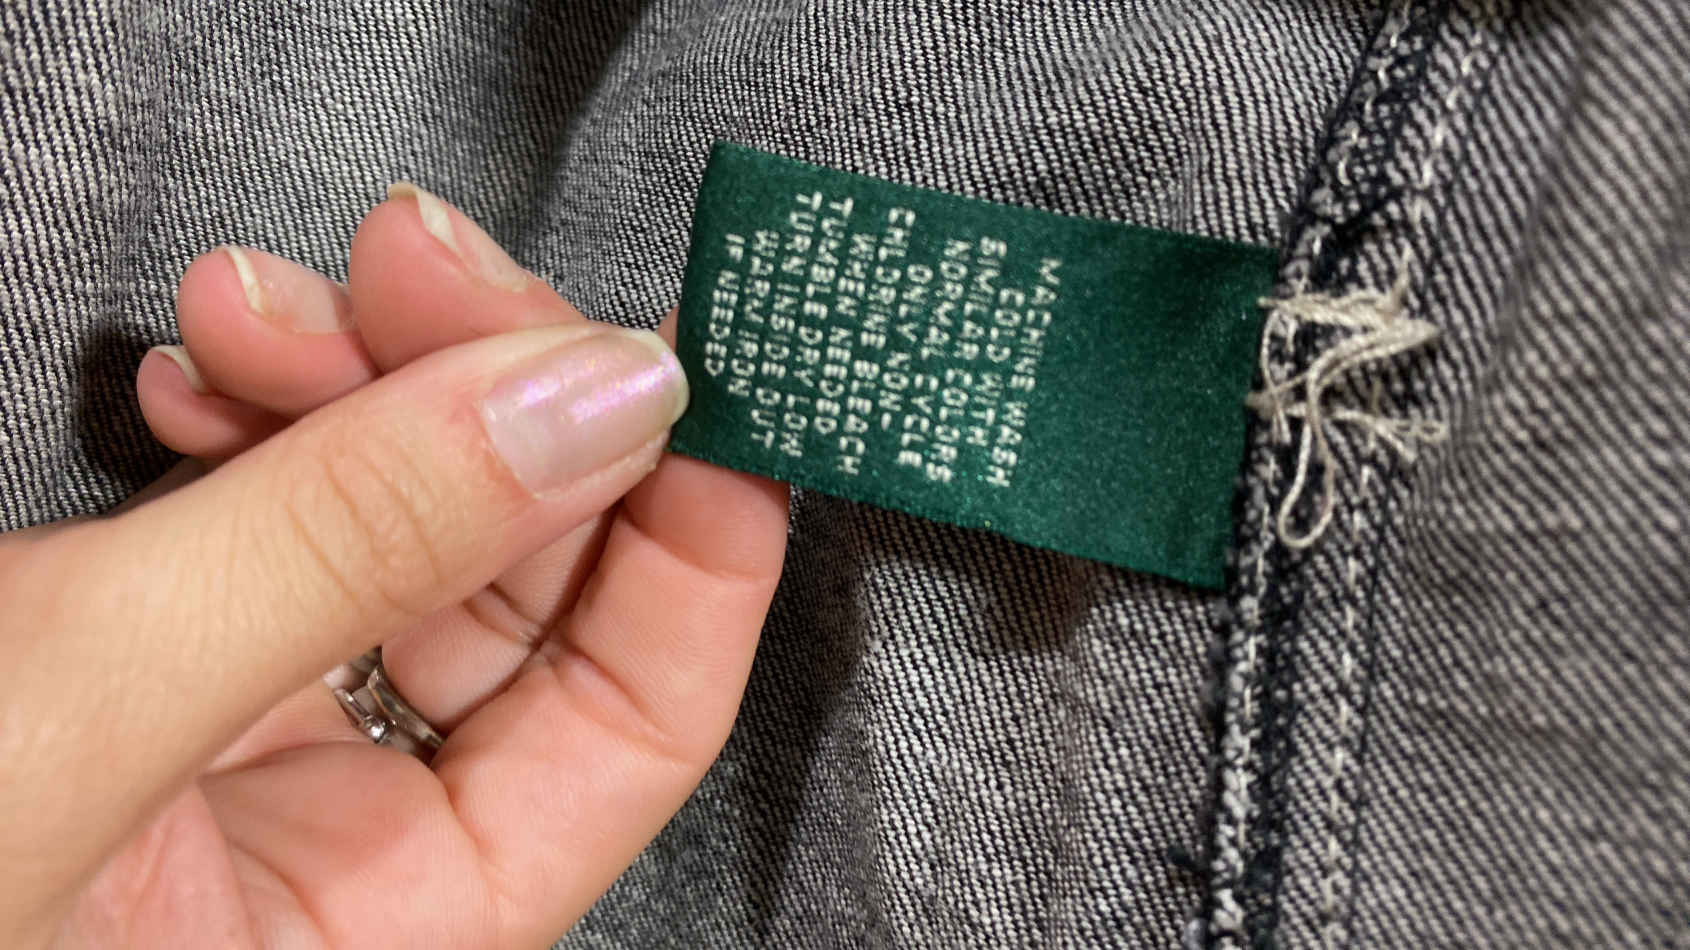 MACHINE WASH
COLD WITH
SIMILAR COLORS
NORMAL CYCLE
ONLY NON-
CHLORINE BLEACH
WHEN NEEDED.
TUMBLE DRY LOW
TURN INSIDE OUT
WARM IRON
IF NEEDED